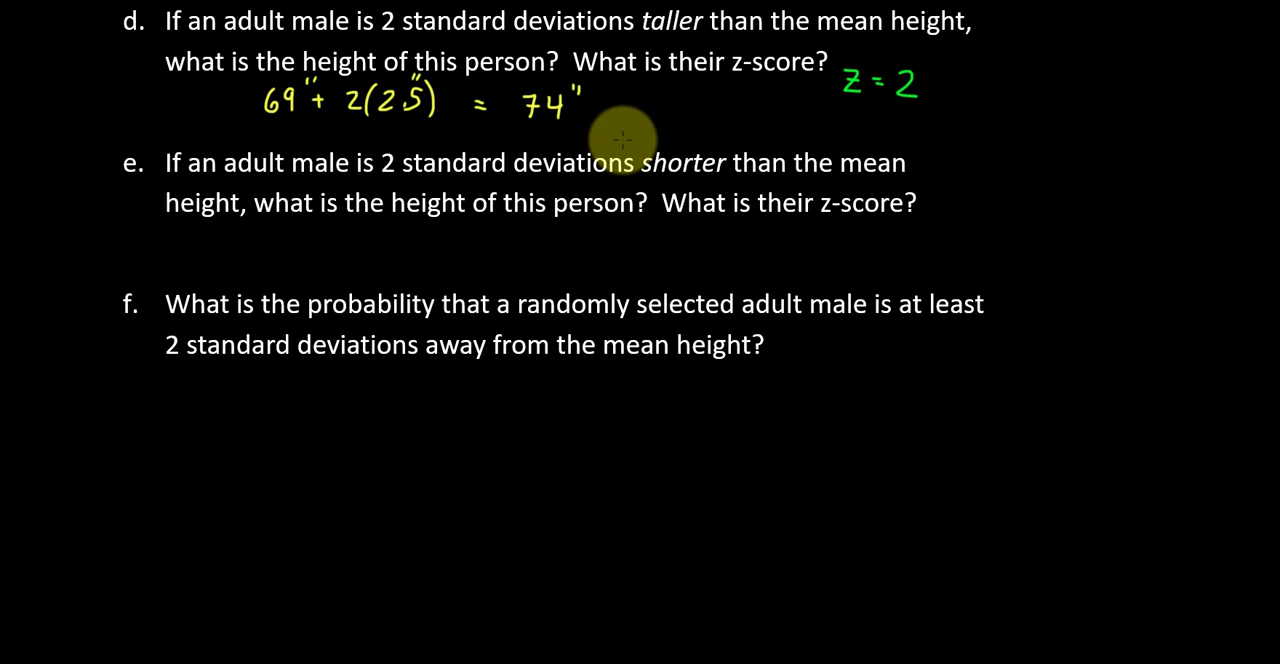 d. If an adult male is 2 standard deviations taller than the mean height,
what is the height of this person? What is their z-score?
z = 2
69" + 2(2.5") = 74"
e. If an adult male is 2 standard deviations shorter than the mean
height, what is the height of this person? What is their z-score?
f. What is the probability that a randomly selected adult male is at least
2 standard deviations away from the mean height?